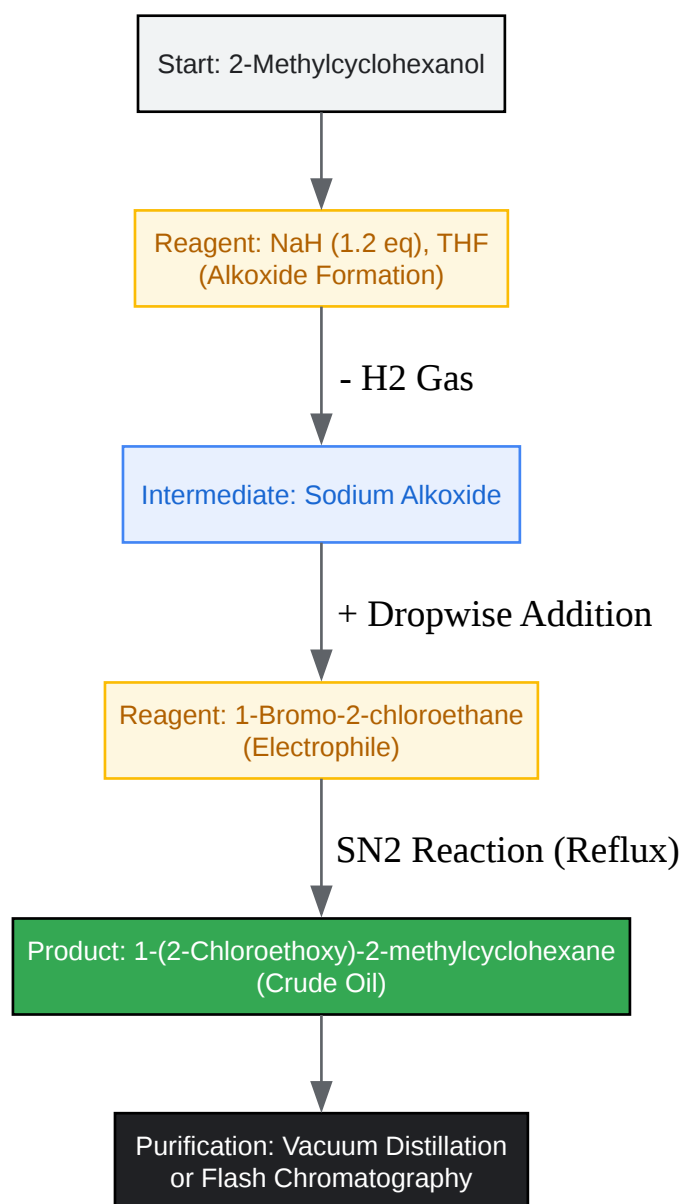 Start: 2-Methylcyclohexanol
Reagent: NaH (1.2 eq), THF
(Alkoxide Formation)
- H2 Gas
Intermediate: Sodium Alkoxide
+ Dropwise Addition
Reagent: 1-Bromo-2-chloroethane
(Electrophile)
SN2 Reaction (Reflux)
Product: 1-(2-Chloroethoxy)-2-methylcyclohexane
(Crude Oil)
Purification: Vacuum Distillation
or Flash Chromatography